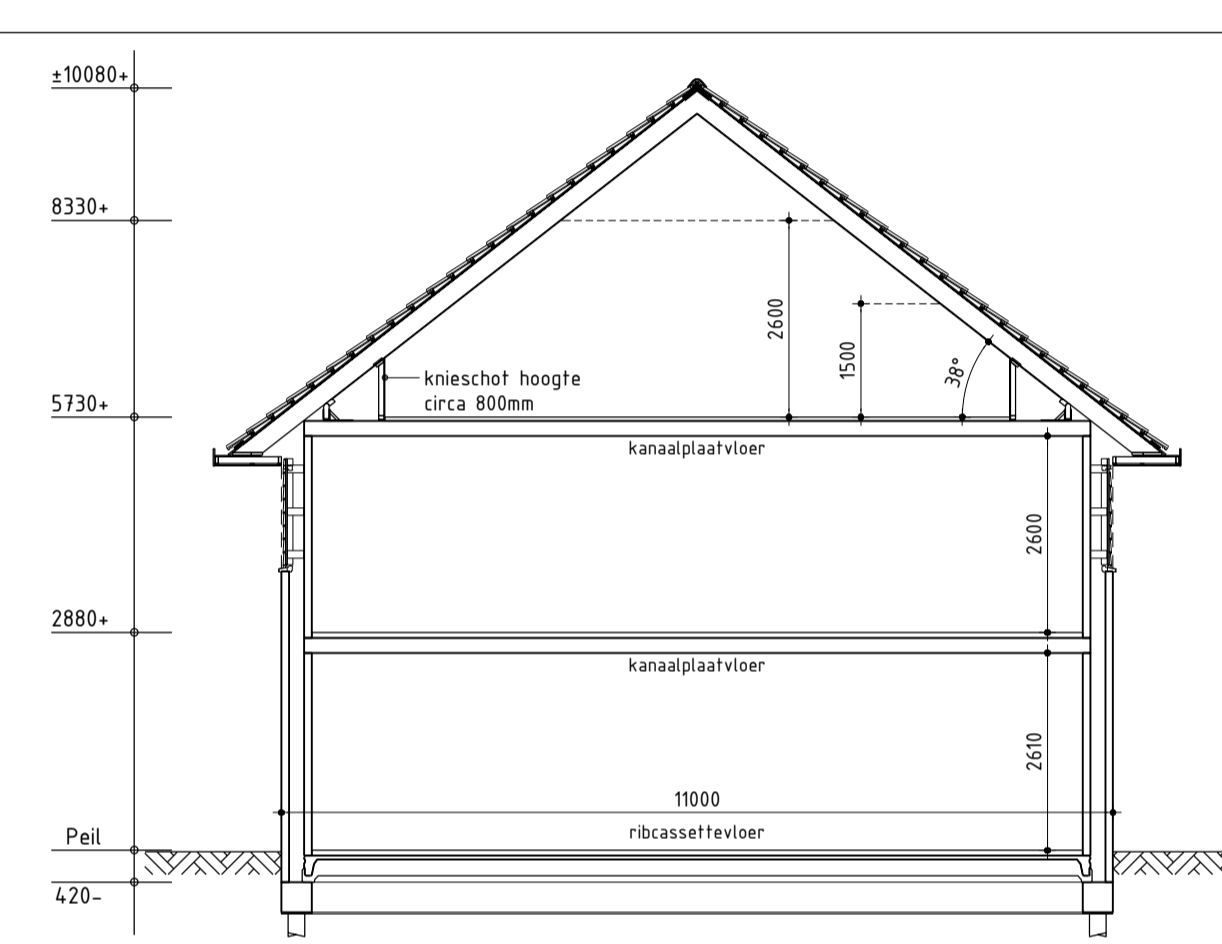 ±10080+
8330+
2600
1500
38°
knieschot hoogte
circa 800mm
5730+
kanaalplaatvloer
2600
2880+
kanaalplaatvloer
2610
11000
ribcassettevloer
Peil
420-